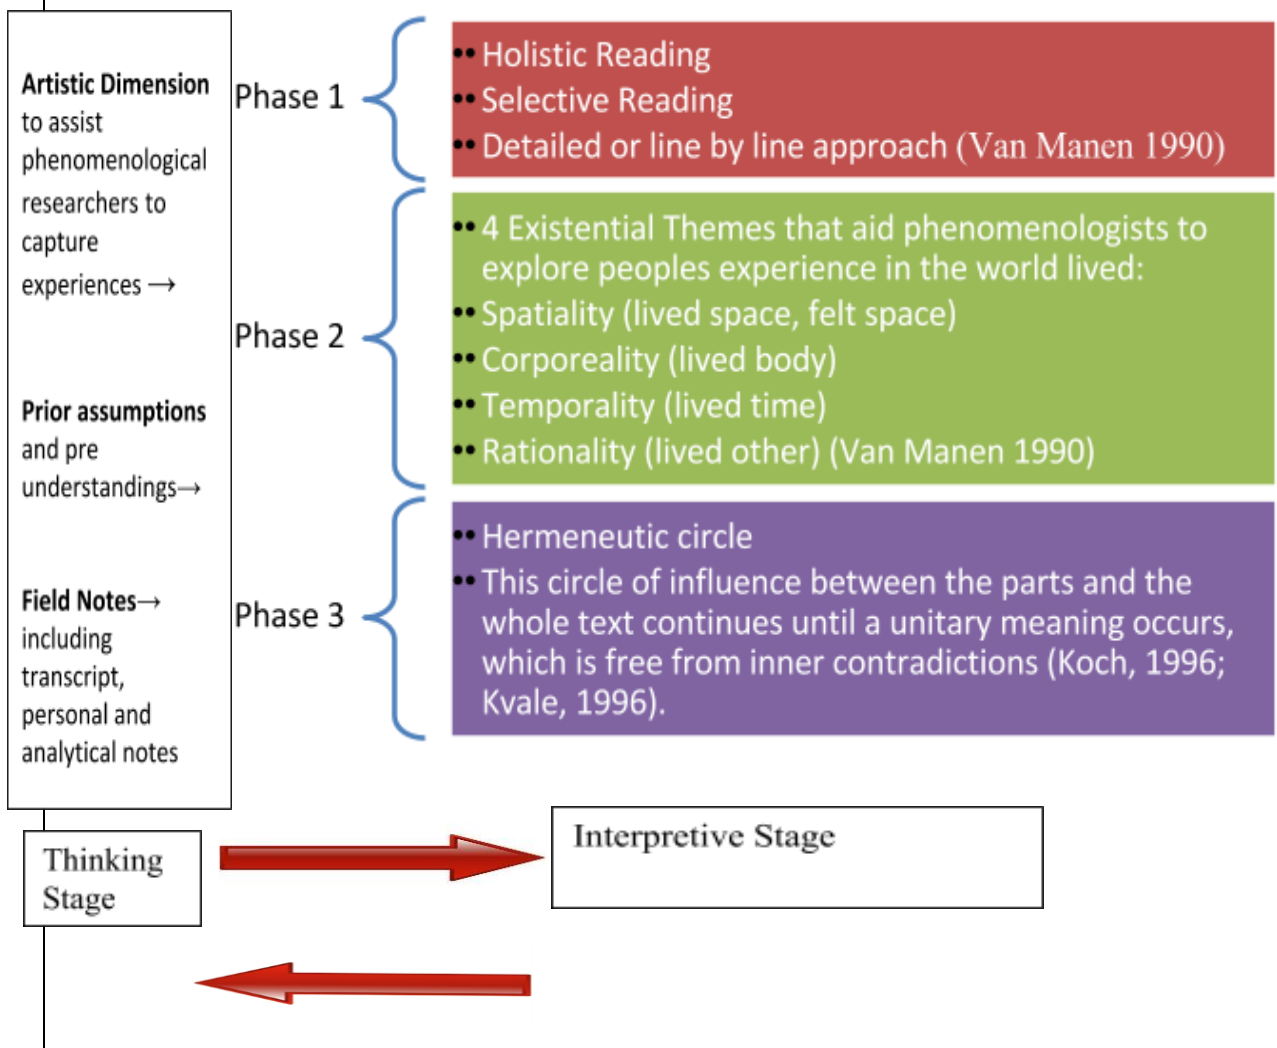 Artistic Dimension
to assist
phenomenological
researchers to
capture
experiences →
Prior assumptions
and pre
understandings→
Field Notes→
including
transcript,
personal and
analytical notes
Phase 1
•• Holistic Reading
•• Selective Reading
•• Detailed or line by line approach (Van Manen 1990)
Phase 2
•• 4 Existential Themes that aid phenomenologists to
explore peoples experience in the world lived:
•• Spatiality (lived space, felt space)
•• Corporeality (lived body)
•• Temporality (lived time)
•• Rationality (lived other) (Van Manen 1990)
Phase 3
•• Hermeneutic circle
•• This circle of influence between the parts and the
whole text continues until a unitary meaning occurs,
which is free from inner contradictions (Koch, 1996;
Kvale, 1996).
Thinking
Stage
Interpretive Stage